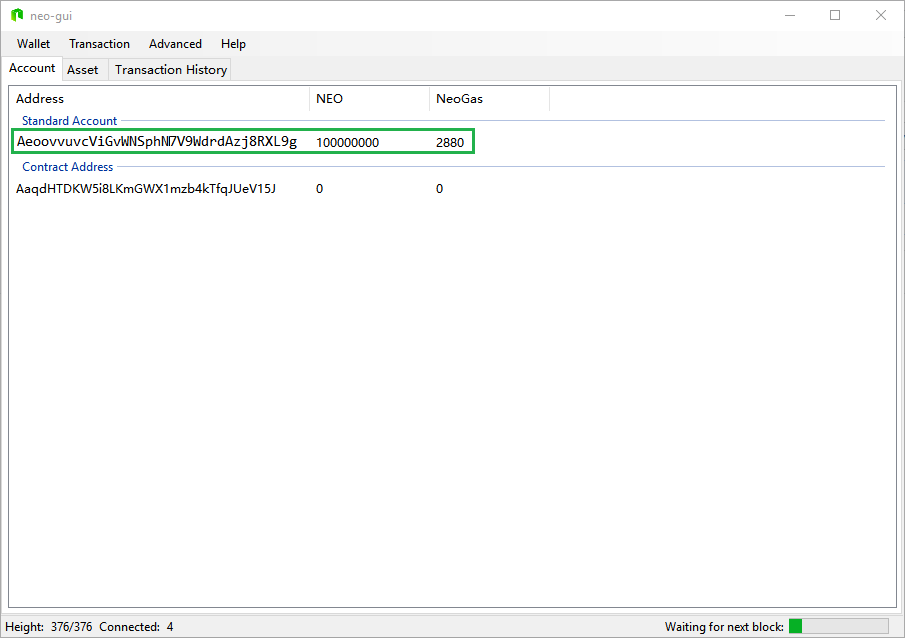 neo-gui
Wallet Transaction Advanced Help
Account Asset Transaction History
Address NEO NeoGas
Standard Account
AeoovvuvcViGvWNSphN7V9WdrdAzj8RXL9g 100000000 2880
Contract Address
AaqdHTDKW5i8LKmGWX1mzb4kTfqJUeV15J 0 0
Height: 376/376 Connected: 4 Waiting for next block: